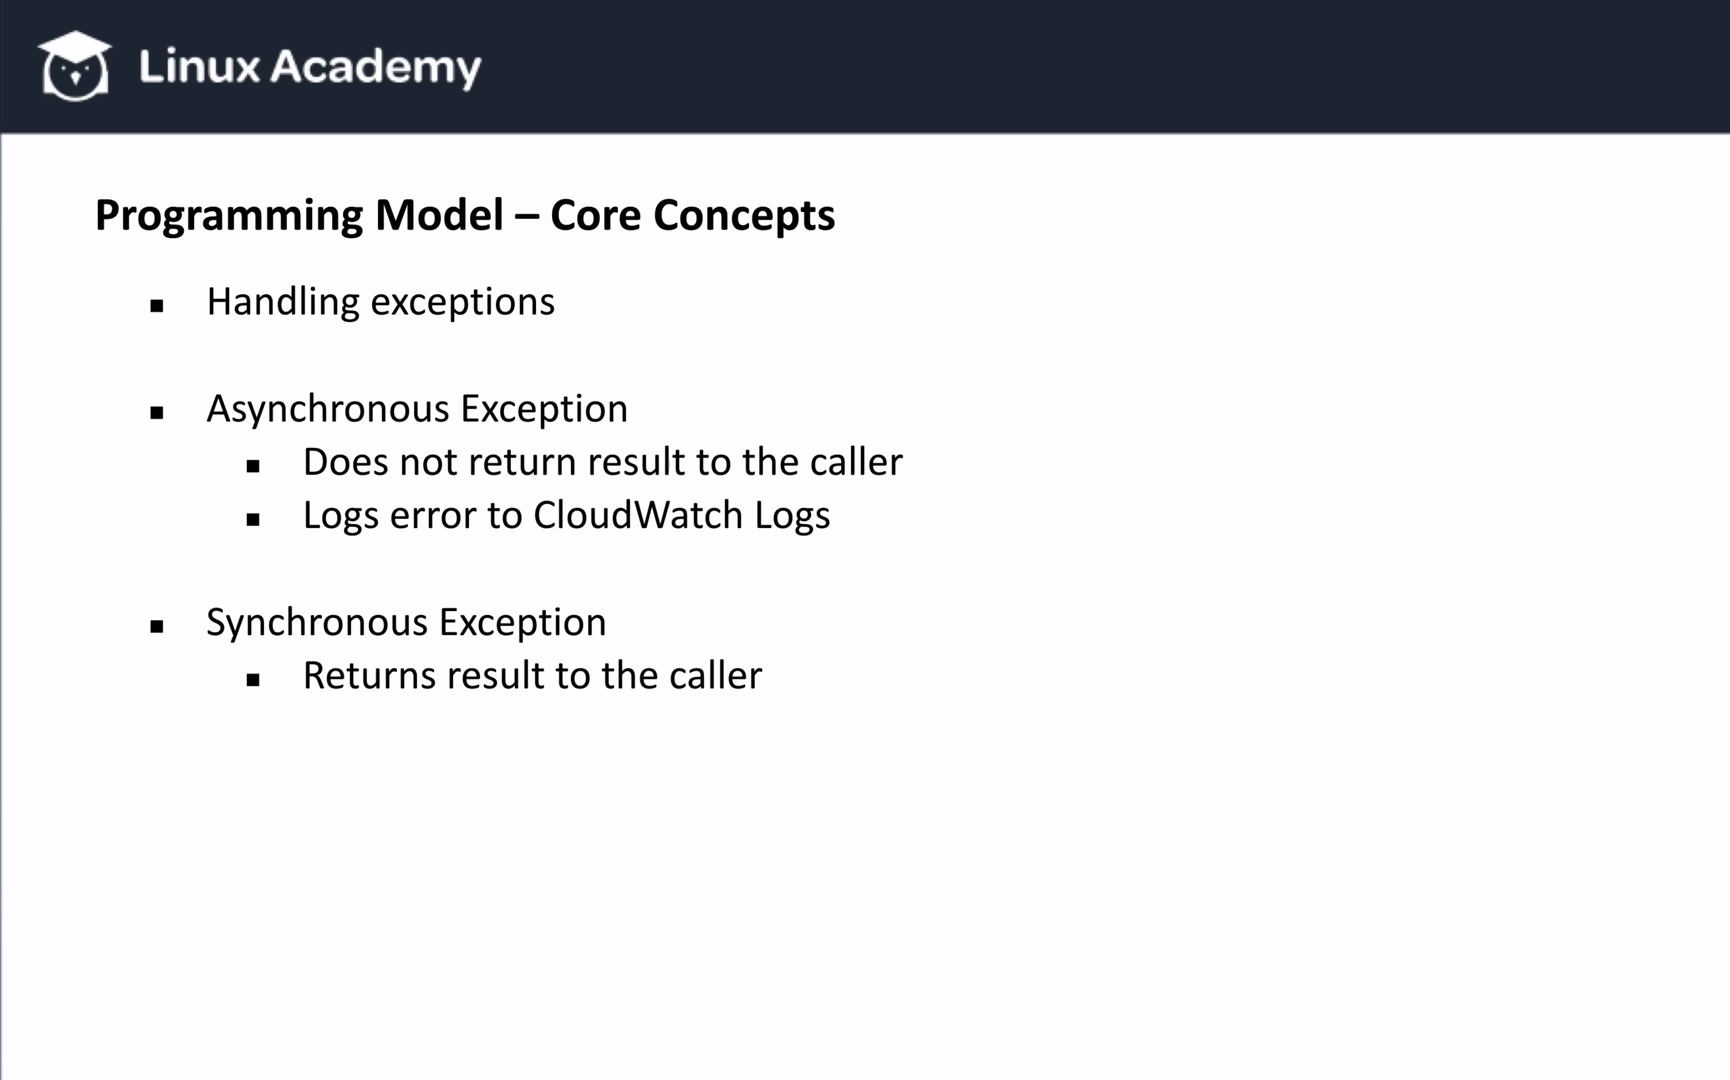 Linux Academy
Programming Model – Core Concepts
▪ Handling exceptions
▪ Asynchronous Exception
▪ Does not return result to the caller
▪ Logs error to CloudWatch Logs
▪ Synchronous Exception
▪ Returns result to the caller